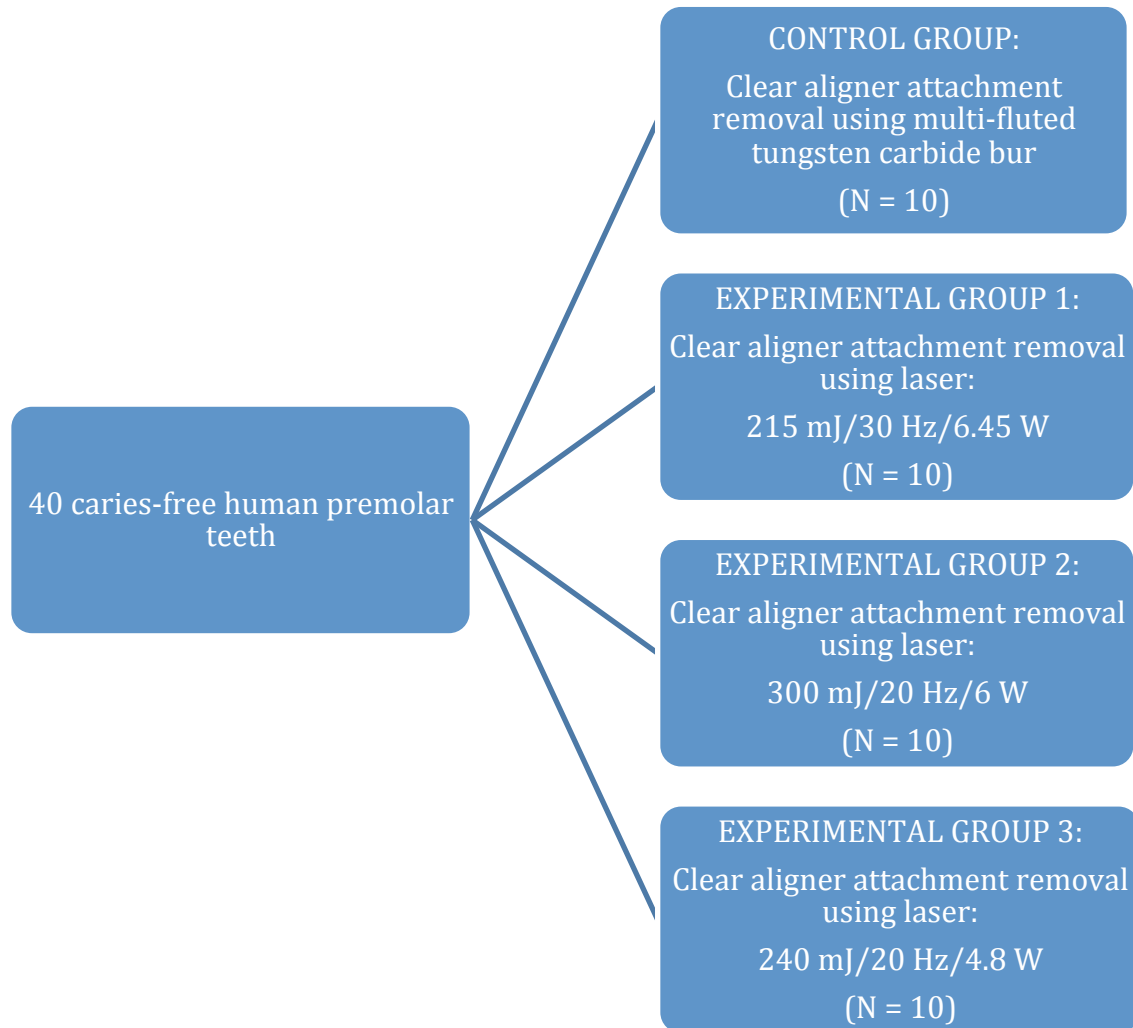 40 caries-free human premolar
teeth
CONTROL GROUP:
Clear aligner attachment
removal using multi-fluted
tungsten carbide bur
(N = 10)
EXPERIMENTAL GROUP 1:
Clear aligner attachment removal
using laser:
215 mJ/30 Hz/6.45 W
(N = 10)
EXPERIMENTAL GROUP 2:
Clear aligner attachment removal
using laser:
300 mJ/20 Hz/6 W
(N = 10)
EXPERIMENTAL GROUP 3:
Clear aligner attachment removal
using laser:
240 mJ/20 Hz/4.8 W
(N = 10)